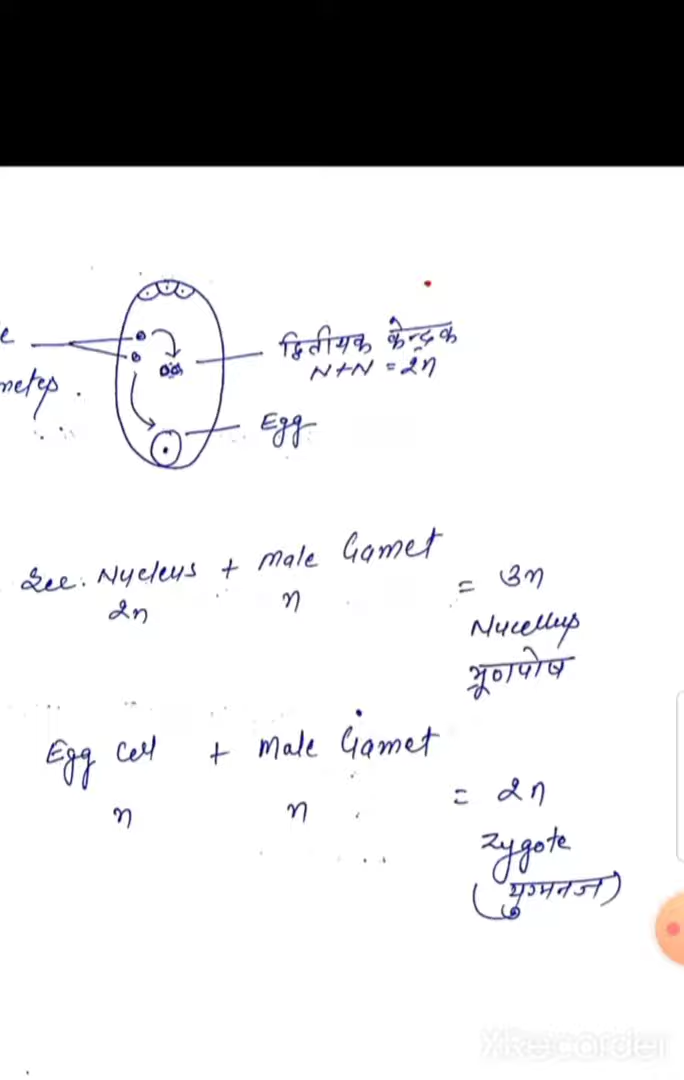 द्वितीयक केन्द्रक
N+N = 2n
Egg
Sec. Nucleus + Male Gamet = 3n
2n n
Nucellus
भ्रूणपोष
Egg Cell + Male Gamet
n n = 2n
Zygote
(युग्मनज)
XRecorder